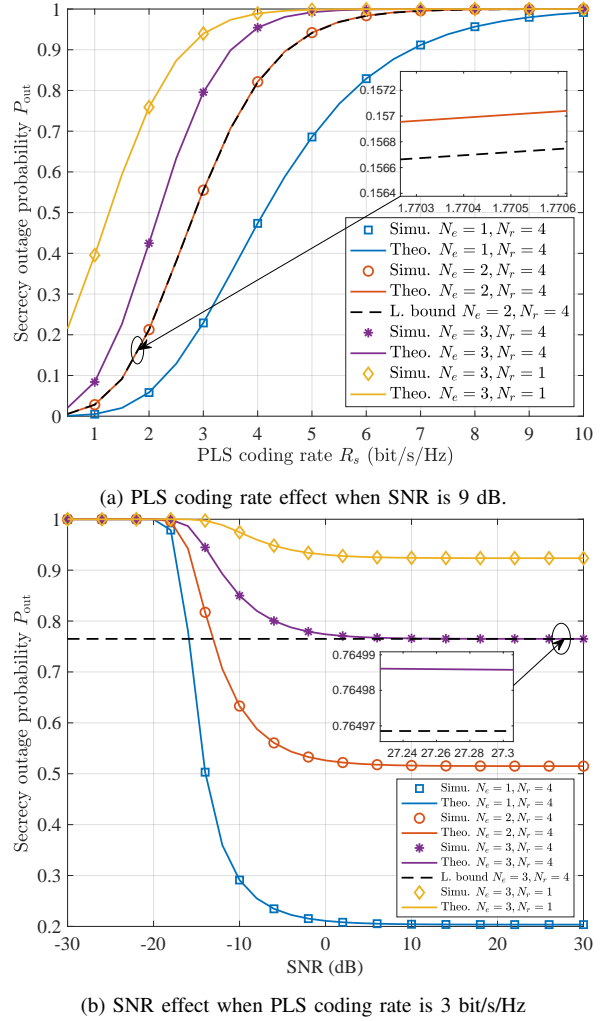 1
0.9
0.8
0.7
0.6
0.5
0.4
0.3
0.2
0.1
0
Secrecy outage probability P_out
0.1572
0.157
0.1568
0.1564
1.7703 1.7704 1.7705 1.7706
Simu. N_e = 1, N_r = 4
Theo. N_e = 1, N_r = 4
Simu. N_e = 2, N_r = 4
Theo. N_e = 2, N_r = 4
L. bound N_e = 2, N_r = 4
Simu. N_e = 3, N_r = 4
Theo. N_e = 3, N_r = 4
Simu. N_e = 3, N_r = 1
Theo. N_e = 3, N_r = 1
1 2 3 4 5 6 7 8 9 10
PLS coding rate R_s (bit/s/Hz)
(a) PLS coding rate effect when SNR is 9 dB.
1
0.9
0.8
0.7
0.6
0.5
0.4
0.3
0.2
Secrecy outage probability P_out
0.76499
0.76498
0.76497
27.24 27.26 27.28 27.3
Simu. N_e = 1, N_r = 4
Theo. N_e = 1, N_r = 4
Simu. N_e = 2, N_r = 4
Theo. N_e = 2, N_r = 4
Simu. N_e = 3, N_r = 4
Theo. N_e = 3, N_r = 4
L. bound N_e = 3, N_r = 4
Simu. N_e = 3, N_r = 1
Theo. N_e = 3, N_r = 1
-30 -20 -10 0 10 20 30
SNR (dB)
(b) SNR effect when PLS coding rate is 3 bit/s/Hz